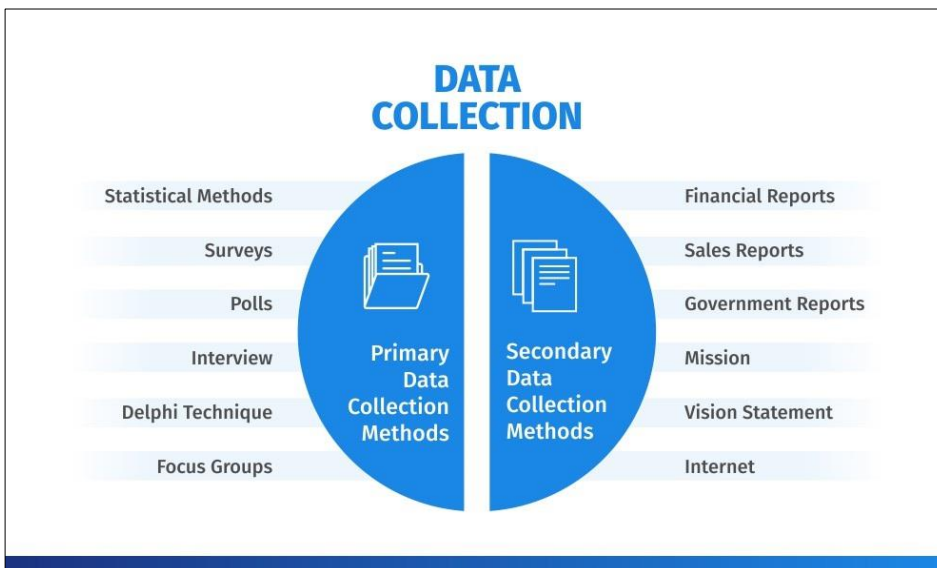 DATA
COLLECTION
Statistical Methods
Surveys
Polls
Interview
Delphi Technique
Focus Groups
Primary
Data
Collection
Methods
Secondary
Data
Collection
Methods
Financial Reports
Sales Reports
Government Reports
Mission
Vision Statement
Internet